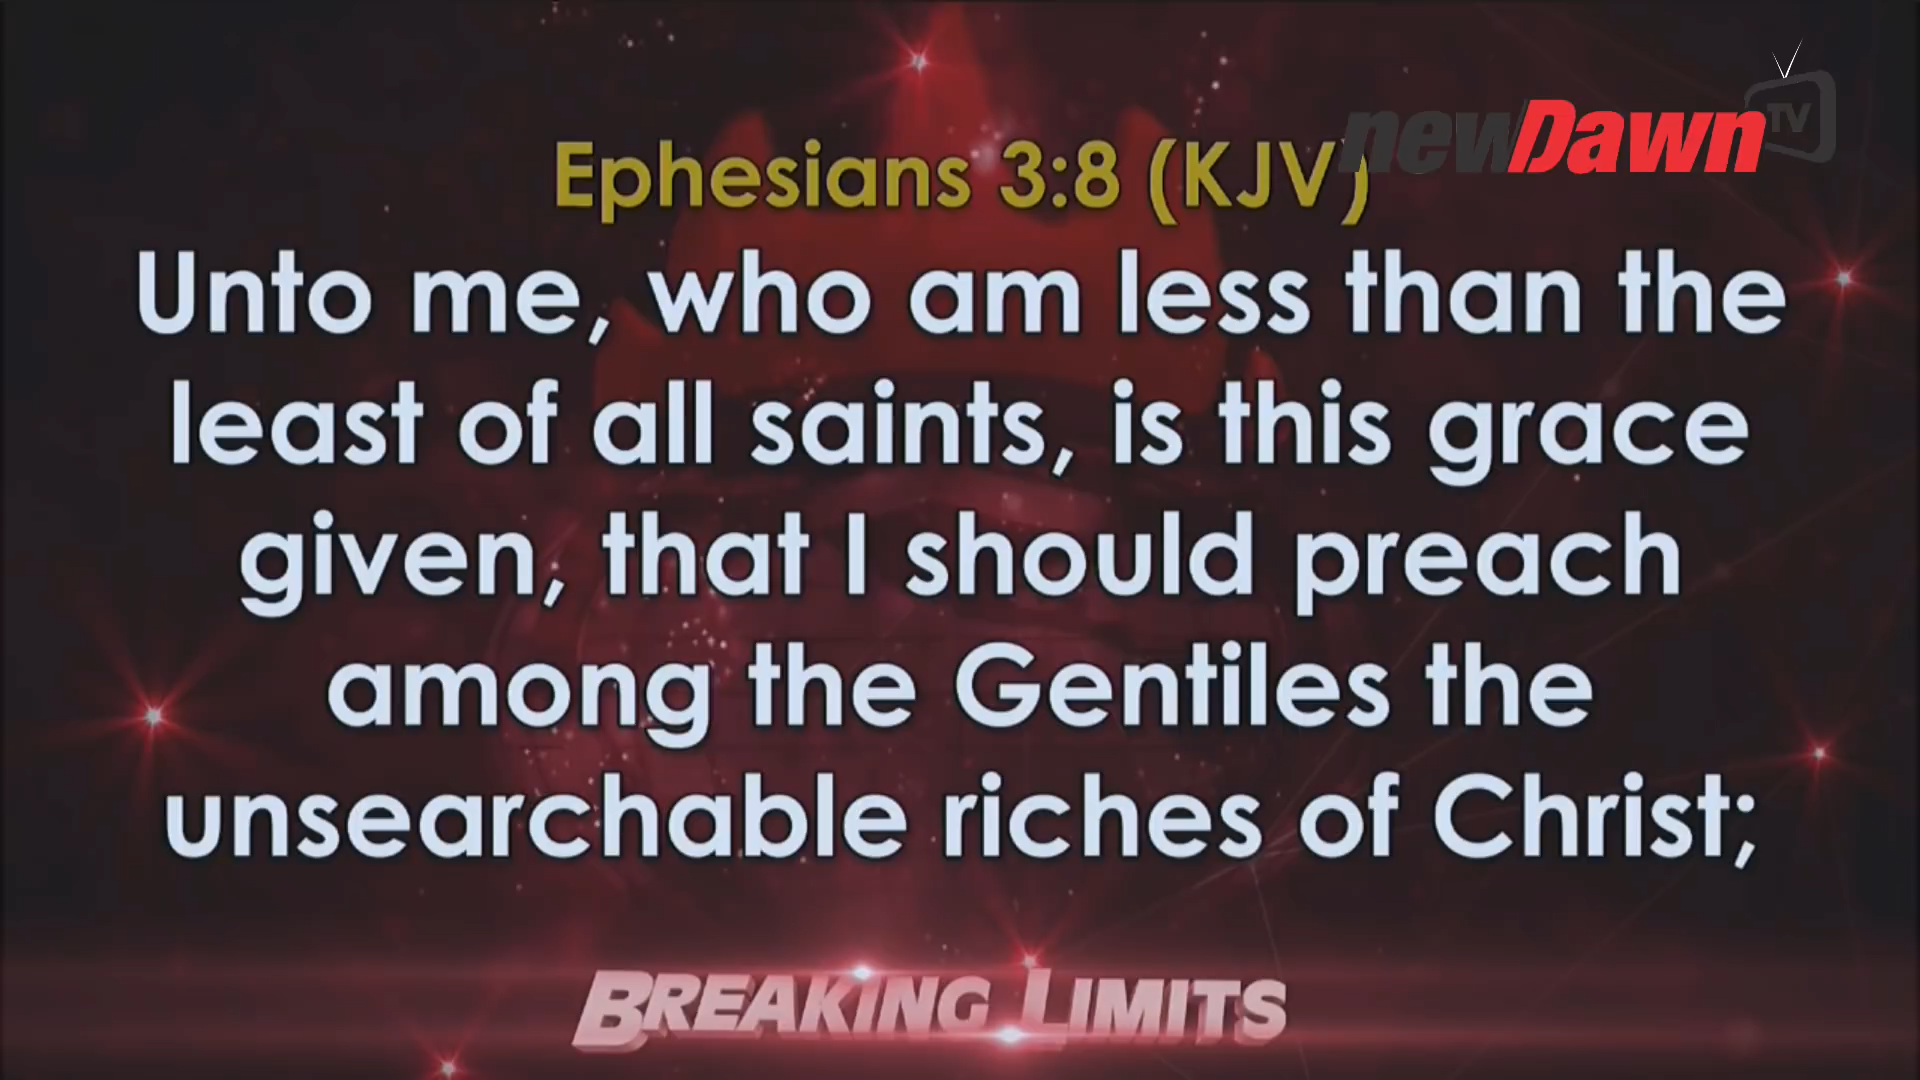 newDawn TV
Ephesians 3:8 (KJV)
Unto me, who am less than the
least of all saints, is this grace
given, that I should preach
among the Gentiles the
unsearchable riches of Christ;
BREAKING LIMITS